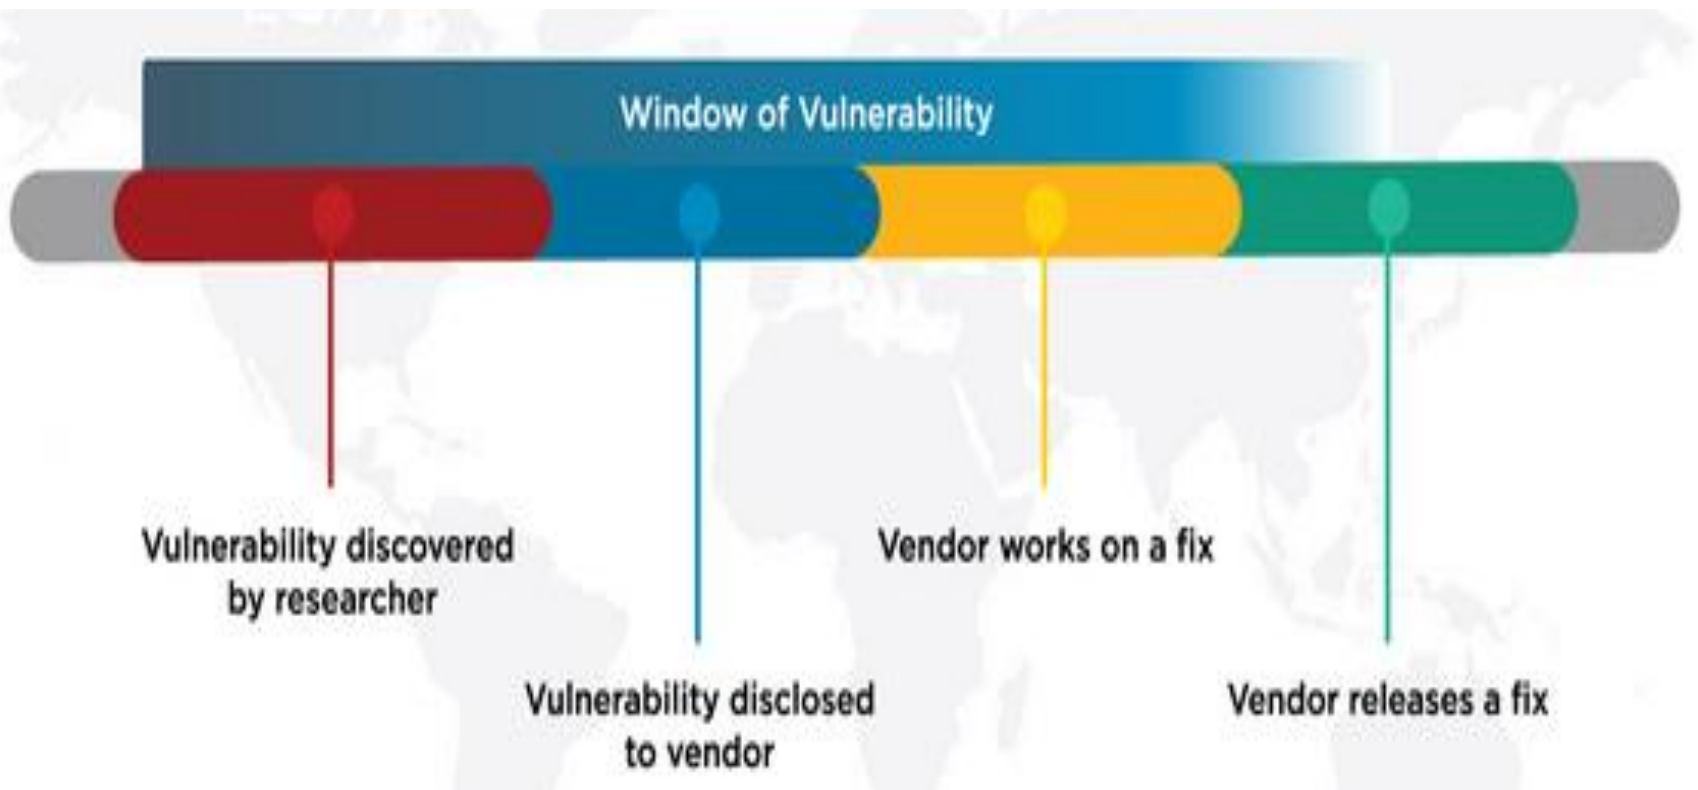 Window of Vulnerability
Vulnerability discovered
by researcher
Vulnerability disclosed
to vendor
Vendor works on a fix
Vendor releases a fix